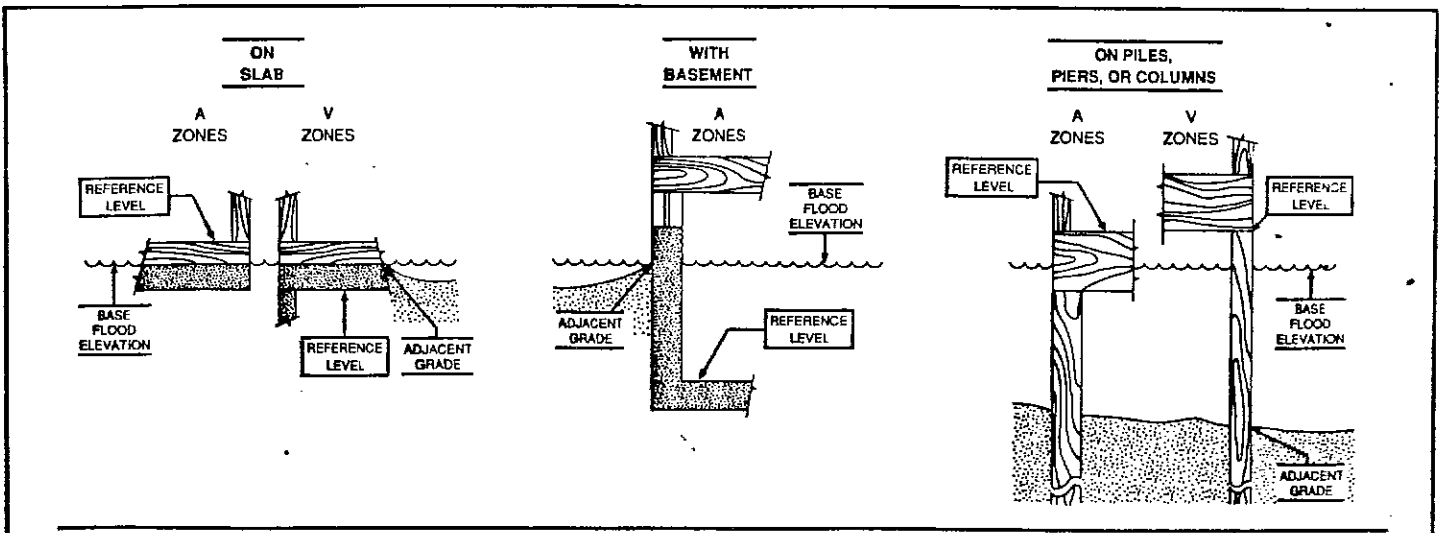 ON
SLAB
A
ZONES
V
ZONES
REFERENCE
LEVEL
BASE
FLOOD
ELEVATION
REFERENCE
LEVEL
ADJACENT
GRADE
WITH
BASEMENT
A
ZONES
BASE
FLOOD
ELEVATION
ADJACENT
GRADE
REFERENCE
LEVEL
ON PILES,
PIERS, OR COLUMNS
A
ZONES
V
ZONES
REFERENCE
LEVEL
REFERENCE
LEVEL
BASE
FLOOD
ELEVATION
ADJACENT
GRADE